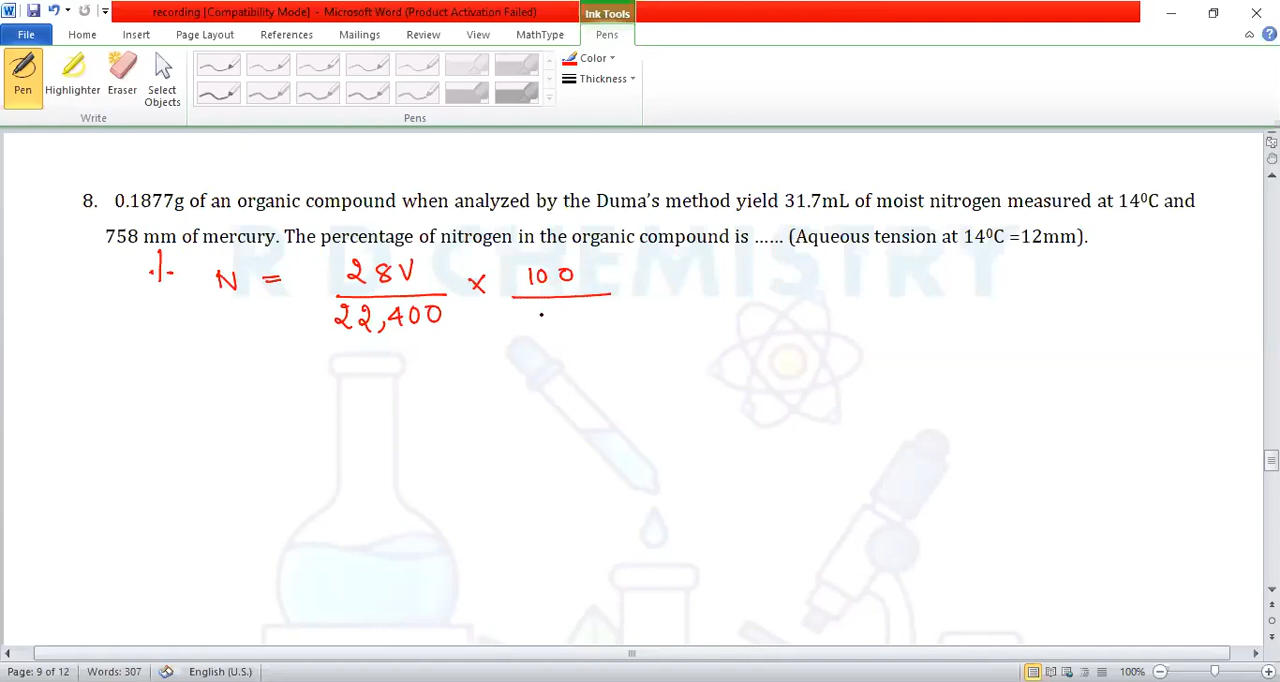 recording [Compatibility Mode] - Microsoft Word (Product Activation Failed)
Ink Tools
File Home Insert Page Layout References Mailings Review View MathType Pens
Pen Highlighter Eraser Select Objects
Color
Thickness
Write Pens
8. 0.1877g of an organic compound when analyzed by the Duma's method yield 31.7mL of moist nitrogen measured at 14⁰C and
758 mm of mercury. The percentage of nitrogen in the organic compound is ...... (Aqueous tension at 14⁰C =12mm).
R D CHEMISTRY
% N = 28V × 100
22,400
Page: 9 of 12 Words: 307 English (U.S.) 100%